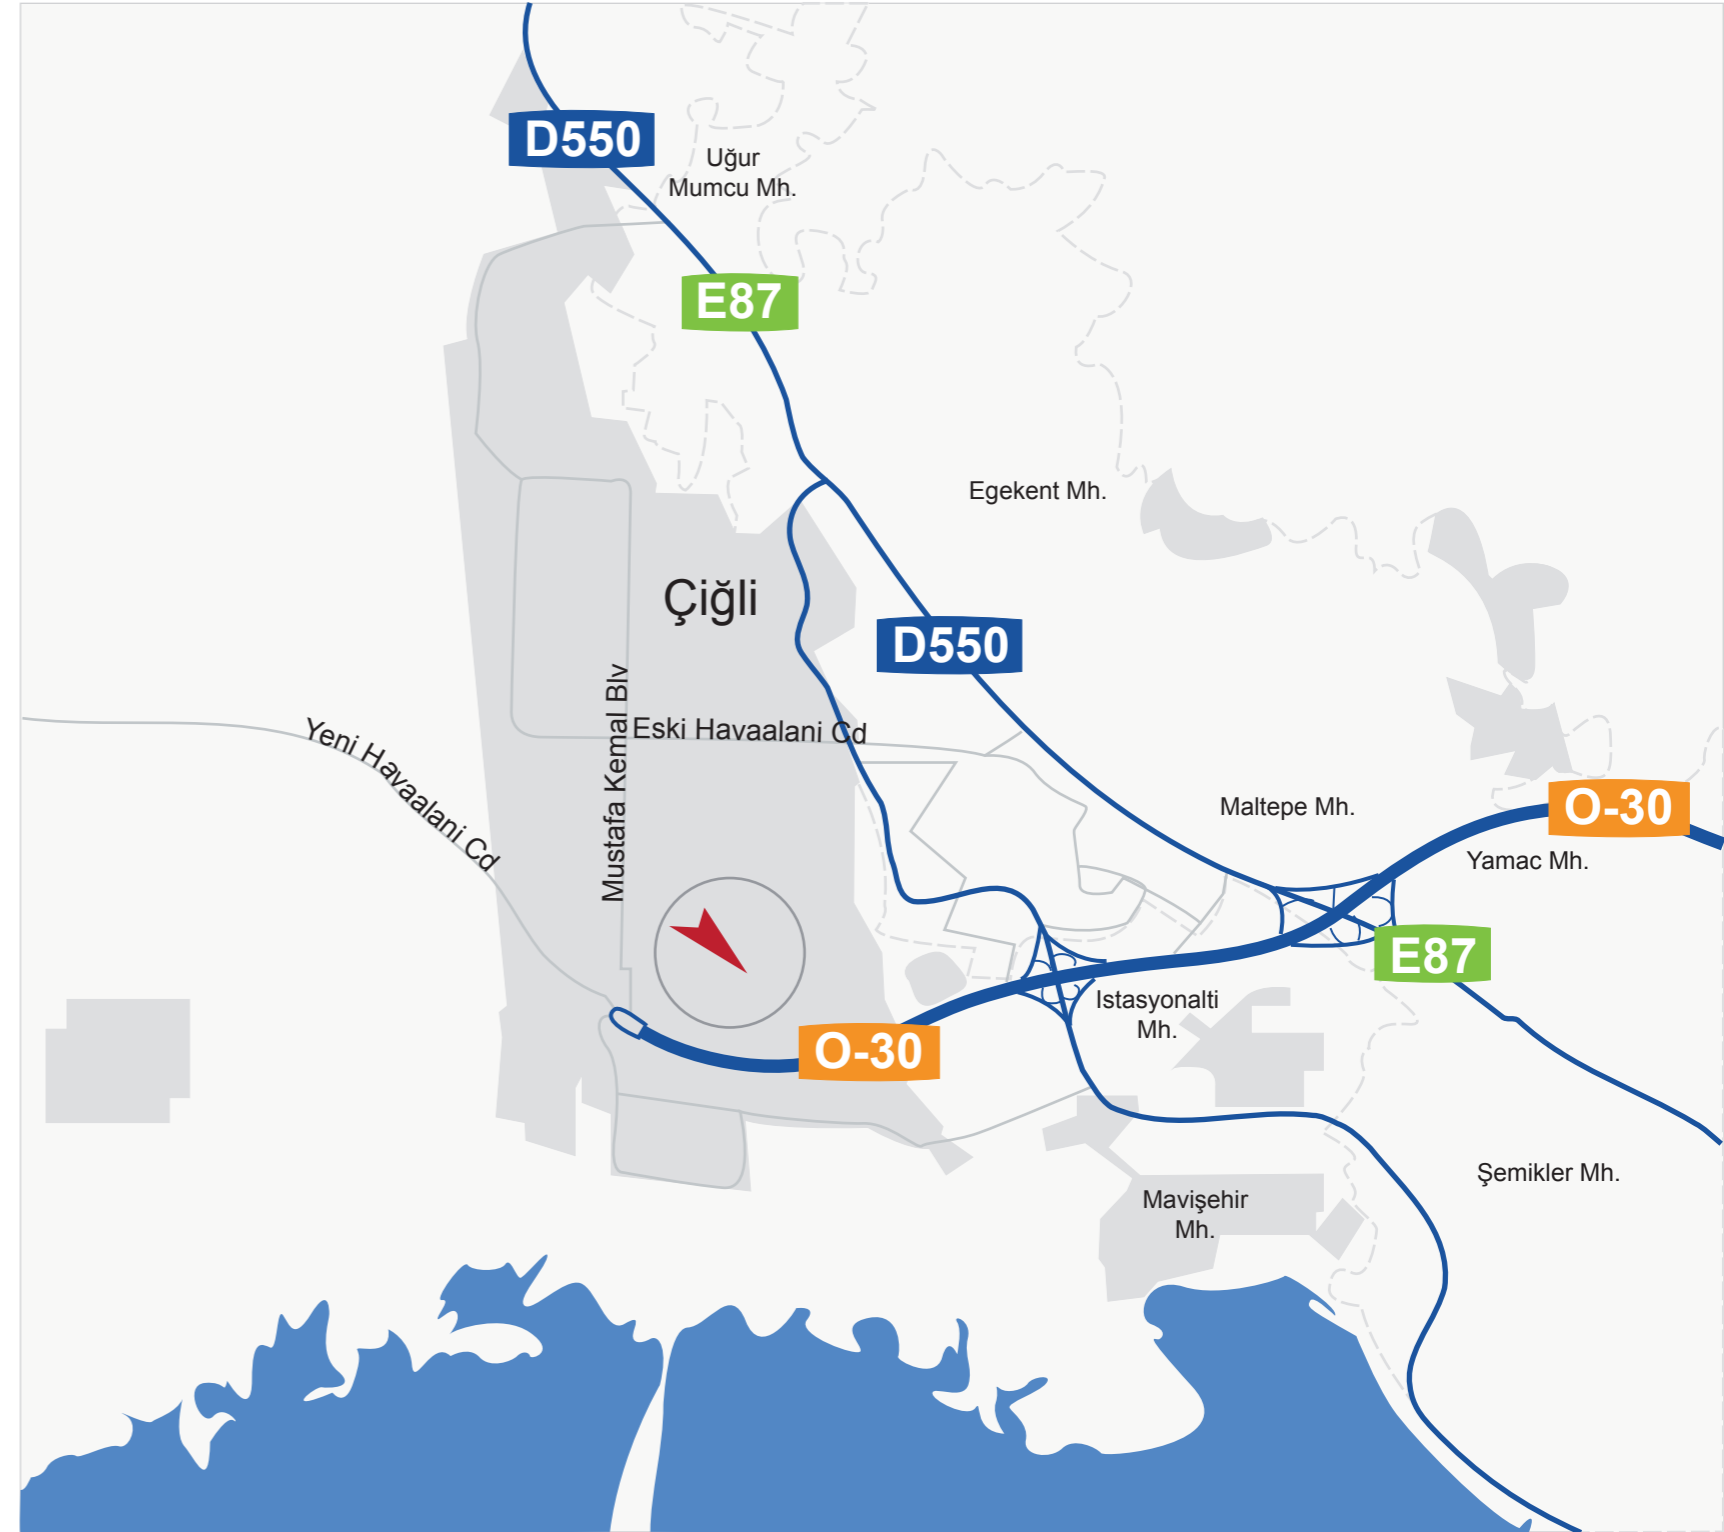 D550
Uğur
Mumcu Mh.
E87
Egekent Mh.
Çiğli
D550
Mustafa Kemal Blv
Eski Havaalani Cd
Yeni Havaalani Cd
Maltepe Mh.
O-30
Yamac Mh.
E87
Istasyonalti
Mh.
O-30
Şemikler Mh.
Mavişehir
Mh.